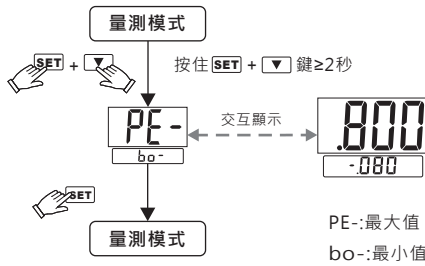 量測模式
SET + ▼
按住 SET + ▼ 鍵≥2秒
PE-
bo-
交互顯示
.800
-.080
SET
PE-:最大值
bo-:最小值
量測模式